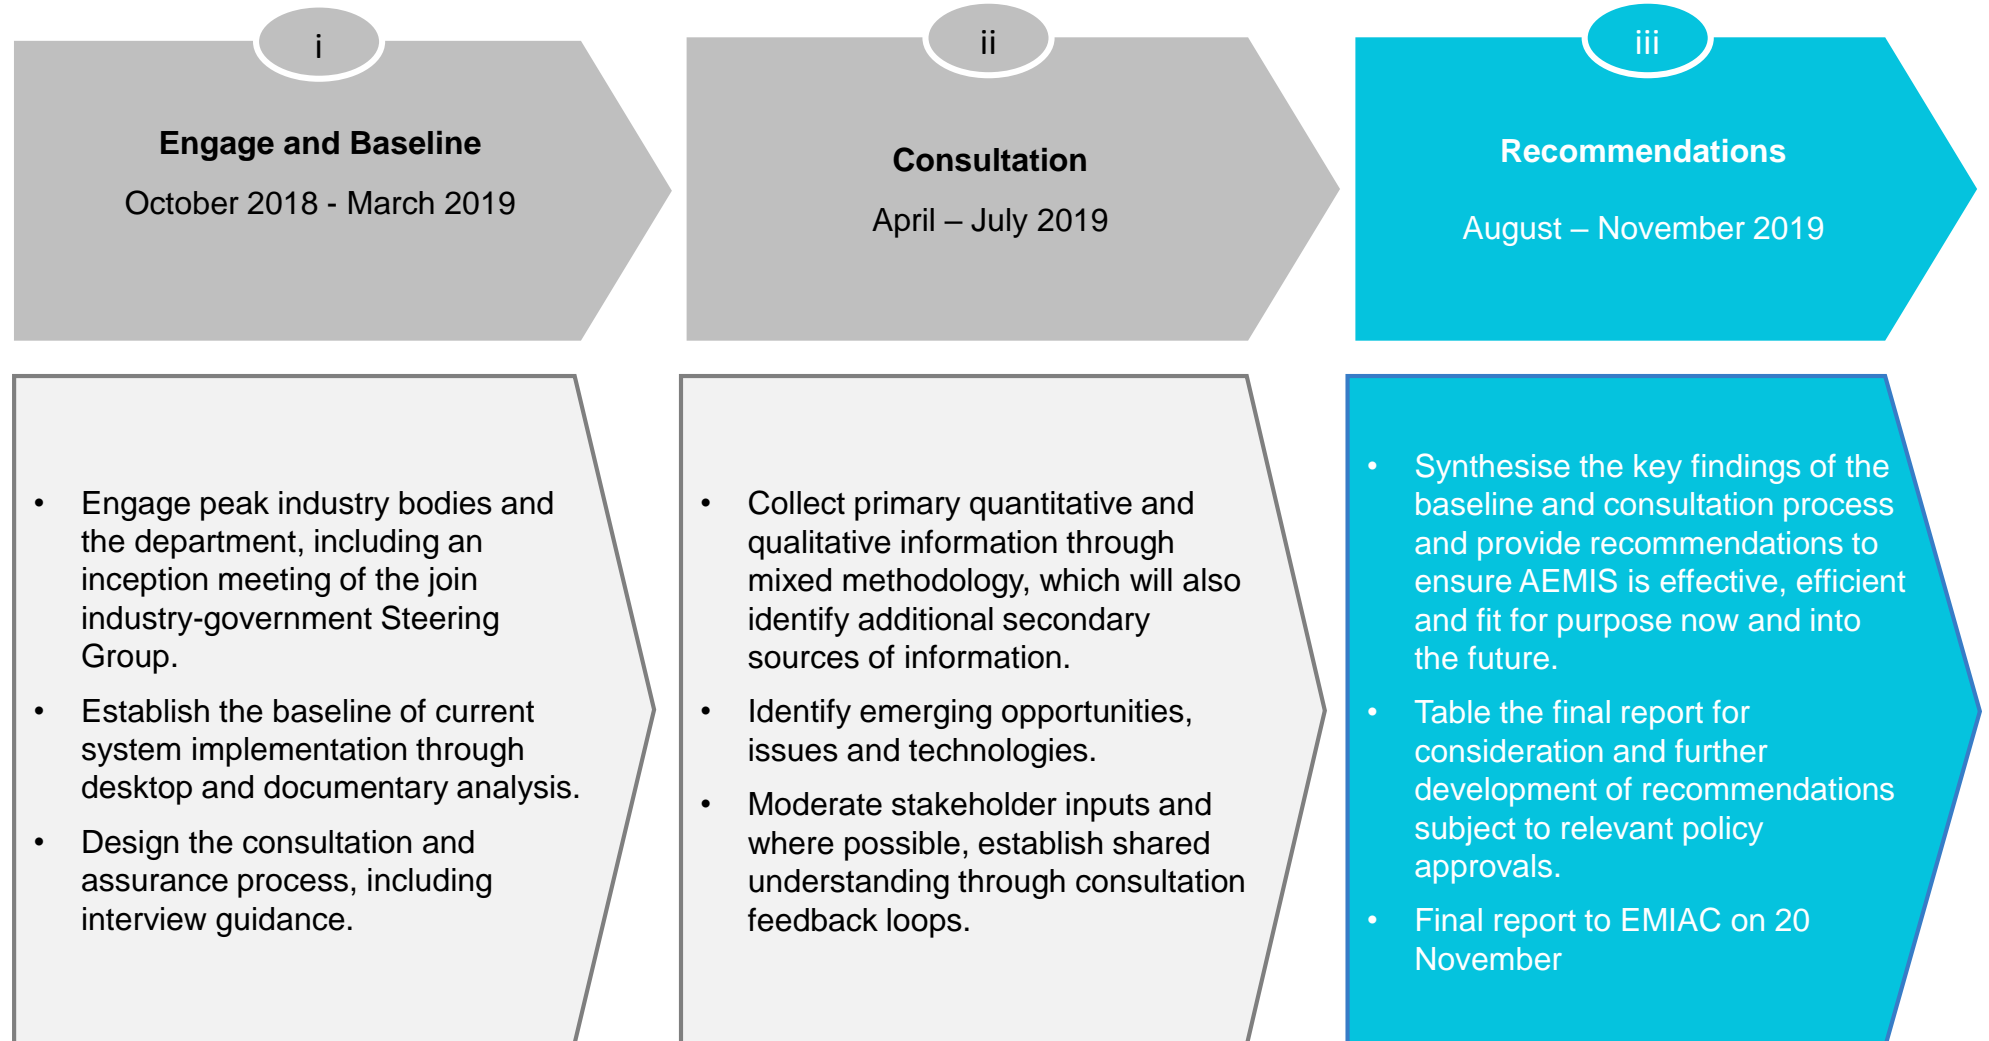 i
Engage and Baseline
October 2018 - March 2019
• Engage peak industry bodies and
the department, including an
inception meeting of the join
industry-government Steering
Group.
• Establish the baseline of current
system implementation through
desktop and documentary analysis.
• Design the consultation and
assurance process, including
interview guidance.
ii
Consultation
April – July 2019
• Collect primary quantitative and
qualitative information through
mixed methodology, which will also
identify additional secondary
sources of information.
• Identify emerging opportunities,
issues and technologies.
• Moderate stakeholder inputs and
where possible, establish shared
understanding through consultation
feedback loops.
iii
Recommendations
August – November 2019
• Synthesise the key findings of the
baseline and consultation process
and provide recommendations to
ensure AEMIS is effective, efficient
and fit for purpose now and into
the future.
• Table the final report for
consideration and further
development of recommendations
subject to relevant policy
approvals.
• Final report to EMIAC on 20
November